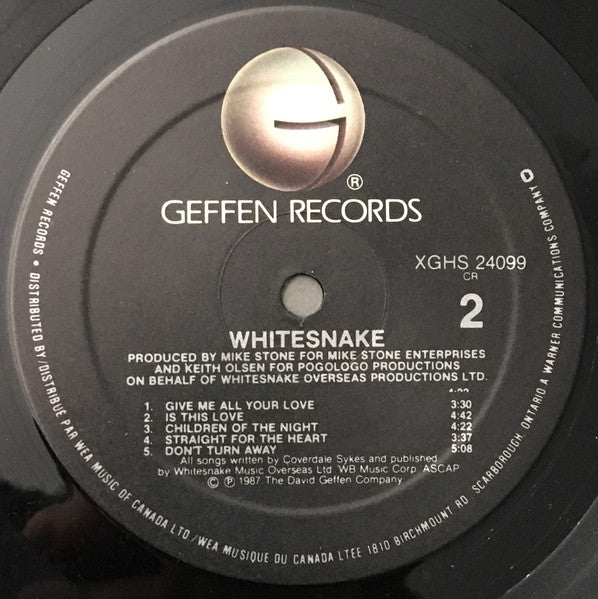 ®
GEFFEN RECORDS
XGHS 24099
CR
2
WHITESNAKE
PRODUCED BY MIKE STONE FOR MIKE STONE ENTERPRISES
AND KEITH OLSEN FOR POGOLOGO PRODUCTIONS
ON BEHALF OF WHITESNAKE OVERSEAS PRODUCTIONS LTD.
1. GIVE ME ALL YOUR LOVE 3:30
2. IS THIS LOVE 4:42
3. CHILDREN OF THE NIGHT 4:22
4. STRAIGHT FOR THE HEART 3:37
5. DON'T TURN AWAY 5:08
All songs written by Coverdale Sykes and published
by Whitesnake Music Overseas Ltd WB Music Corp. ASCAP
© ℗ 1987 The David Geffen Company
GEFFEN RECORDS • DISTRIBUTED BY/DISTRIBUE PAR WEA MUSIC OF CANADA LTD/WEA MUSIQUE DU CANADA LTEE 1810 BIRCHMOUNT RD. SCARBOROUGH, ONTARIO A WARNER COMMUNICATIONS COMPANY